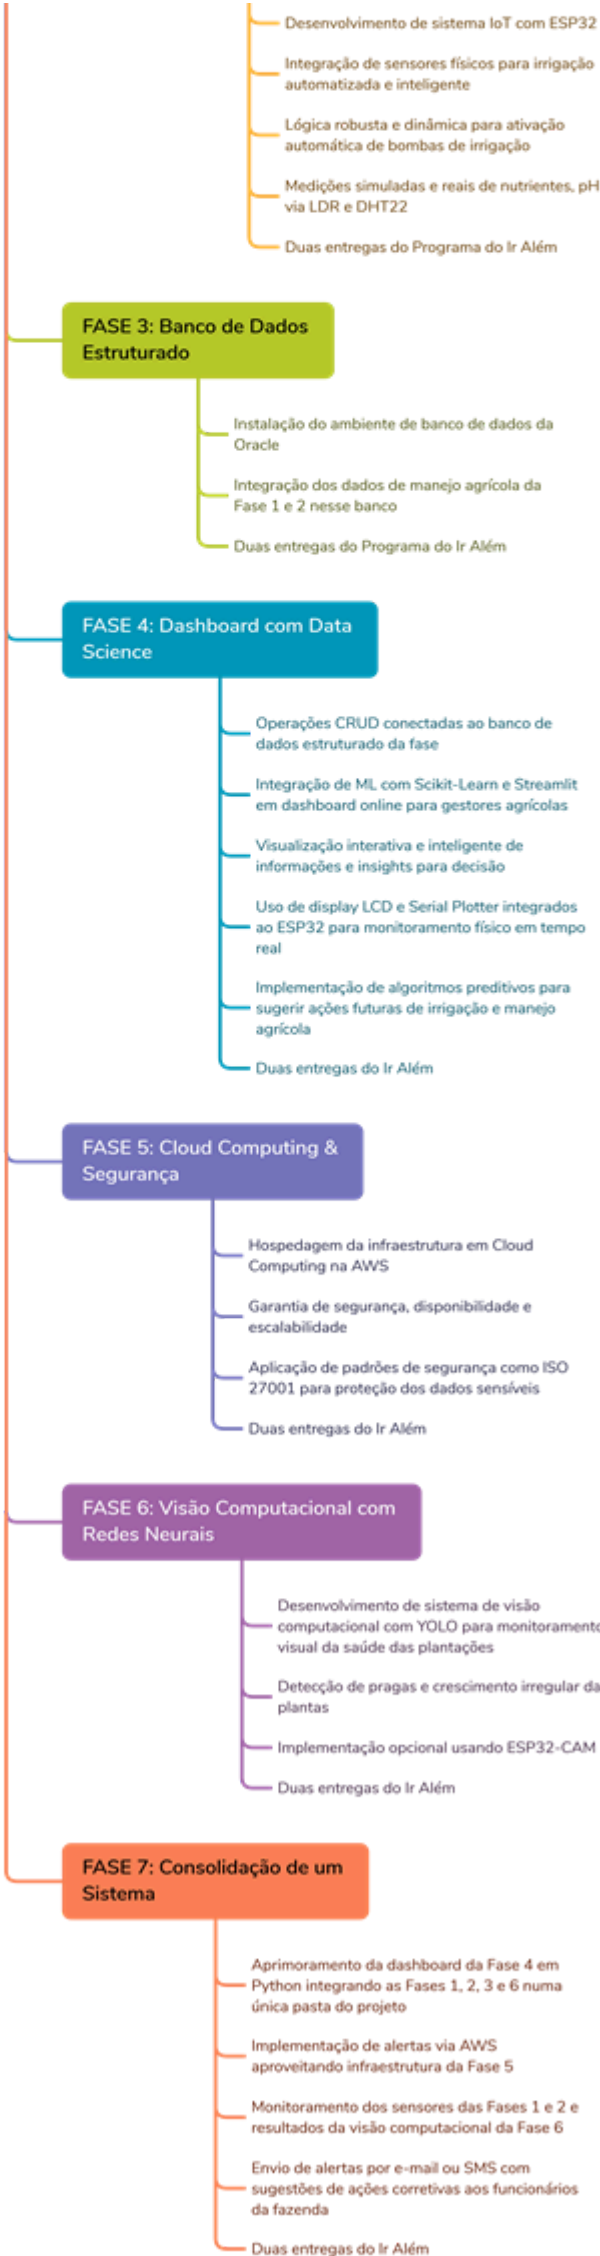 Desenvolvimento de sistema IoT com ESP32
Integração de sensores físicos para irrigação
automatizada e inteligente
Lógica robusta e dinâmica para ativação
automática de bombas de irrigação
Medições simuladas e reais de nutrientes, pH
via LDR e DHT22
Duas entregas do Programa do Ir Além
FASE 3: Banco de Dados
Estruturado
Instalação do ambiente de banco de dados da
Oracle
Integração dos dados de manejo agrícola da
Fase 1 e 2 nesse banco
Duas entregas do Programa do Ir Além
FASE 4: Dashboard com Data
Science
Operações CRUD conectadas ao banco de
dados estruturado da fase
Integração de ML com Scikit-Learn e Streamlit
em dashboard online para gestores agrícolas
Visualização interativa e inteligente de
informações e insights para decisão
Uso de display LCD e Serial Plotter integrados
ao ESP32 para monitoramento físico em tempo
real
Implementação de algoritmos preditivos para
sugerir ações futuras de irrigação e manejo
agrícola
Duas entregas do Ir Além
FASE 5: Cloud Computing &
Segurança
Hospedagem da infraestrutura em Cloud
Computing na AWS
Garantia de segurança, disponibilidade e
escalabilidade
Aplicação de padrões de segurança como ISO
27001 para proteção dos dados sensíveis
Duas entregas do Ir Além
FASE 6: Visão Computacional com
Redes Neurais
Desenvolvimento de sistema de visão
computacional com YOLO para monitoramento
visual da saúde das plantações
Detecção de pragas e crescimento irregular da
plantas
Implementação opcional usando ESP32-CAM
Duas entregas do Ir Além
FASE 7: Consolidação de um
Sistema
Aprimoramento da dashboard da Fase 4 em
Python integrando as Fases 1, 2, 3 e 6 numa
única pasta do projeto
Implementação de alertas via AWS
aproveitando infraestrutura da Fase 5
Monitoramento dos sensores das Fases 1 e 2 e
resultados da visão computacional da Fase 6
Envio de alertas por e-mail ou SMS com
sugestões de ações corretivas aos funcionários
da fazenda
Duas entregas do Ir Além